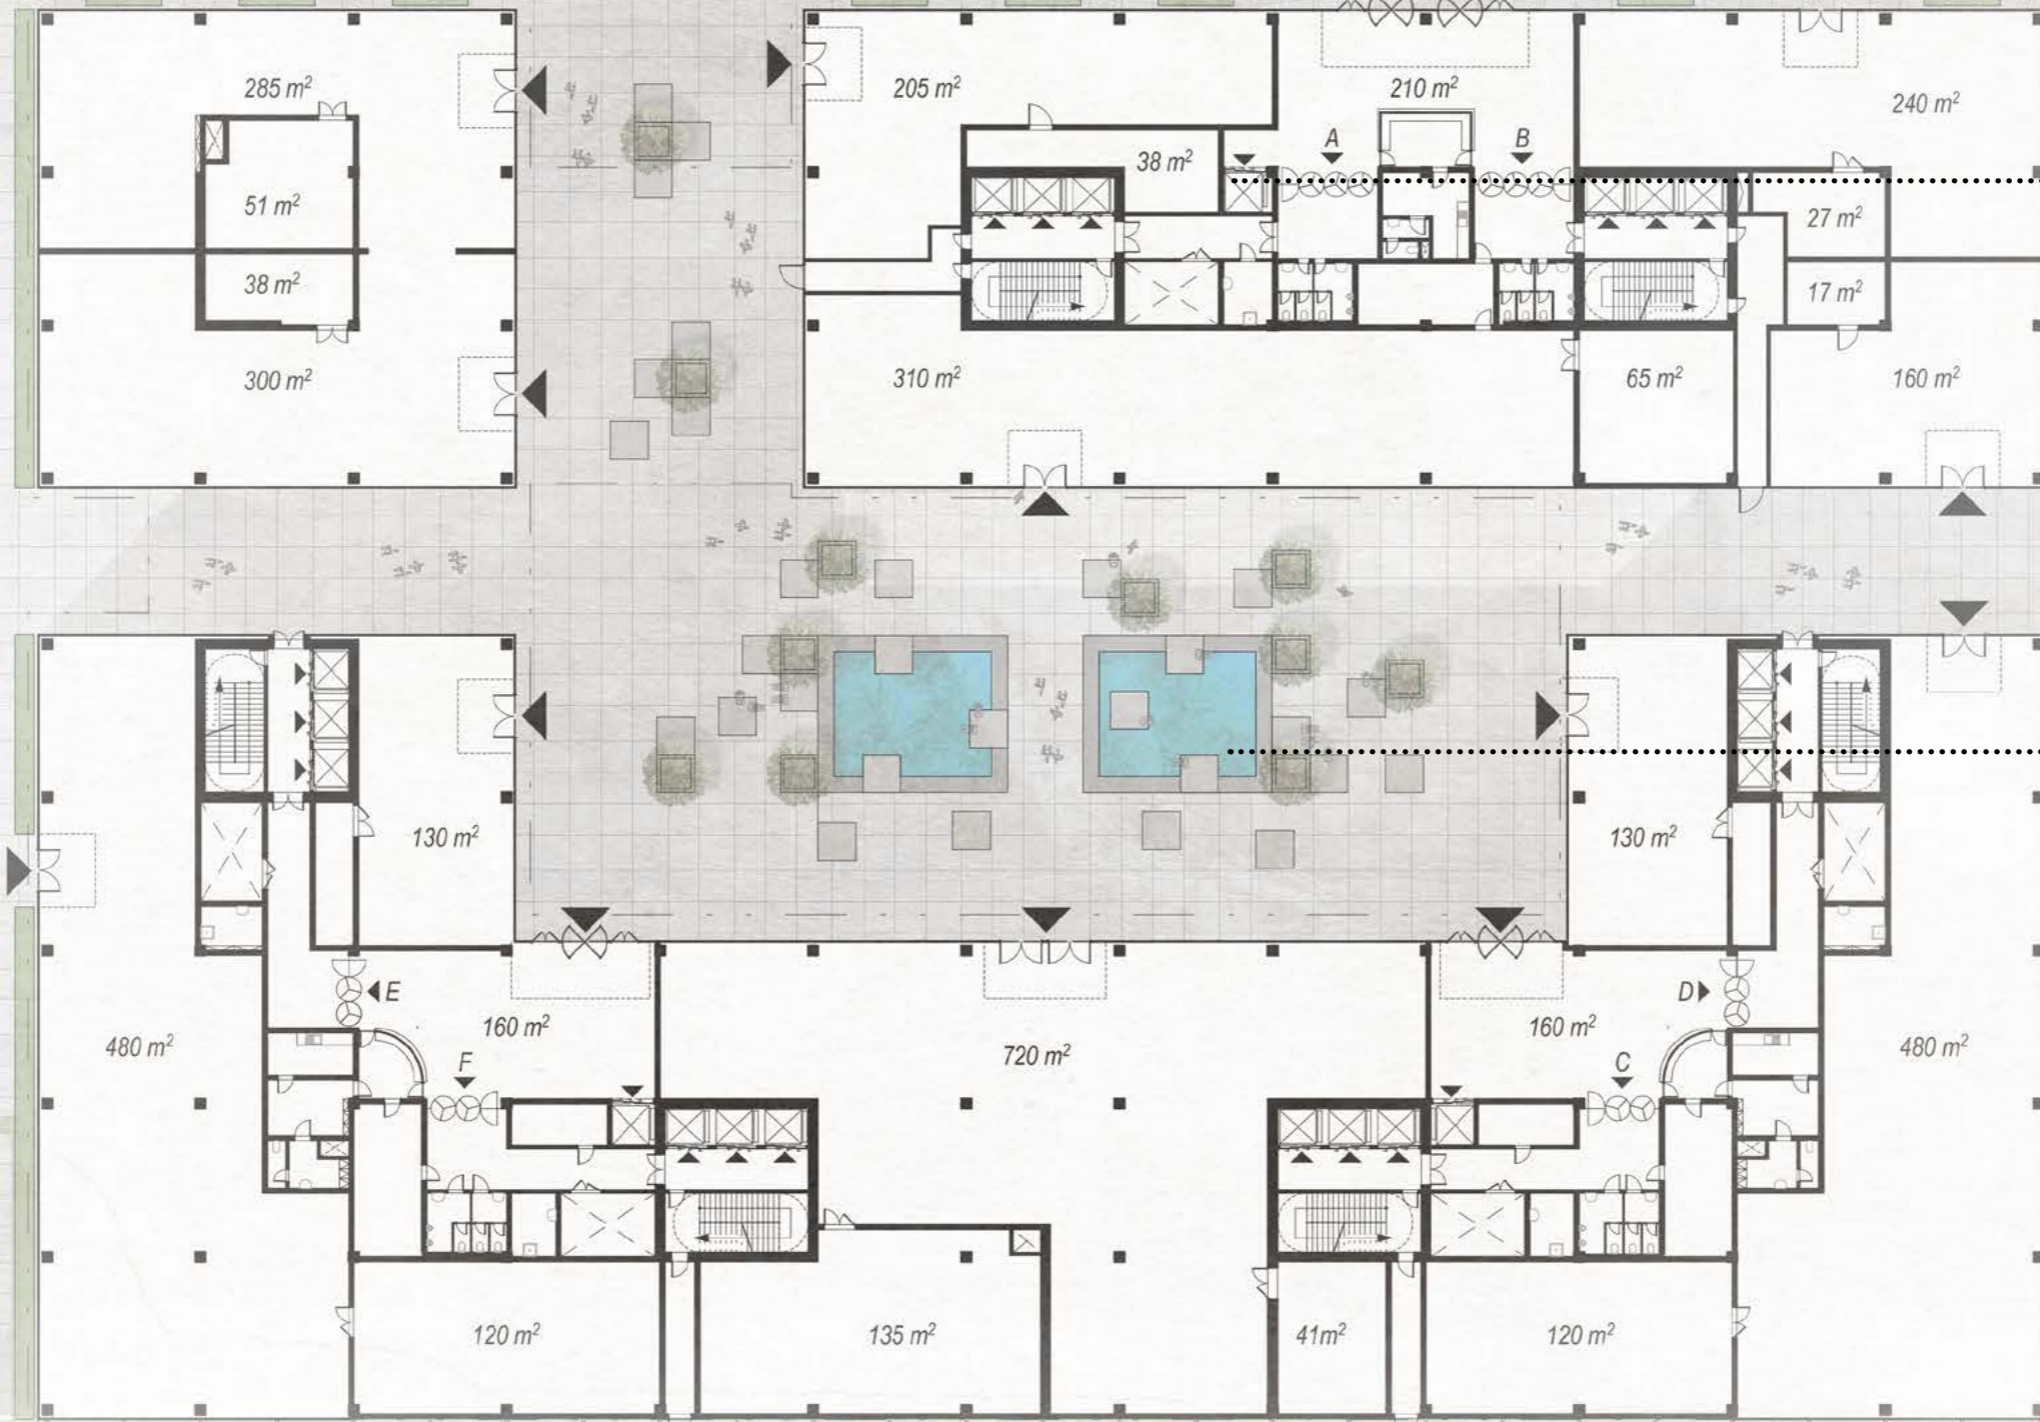 285 m²
205 m²
210 m²
240 m²
A
B
38 m²
51 m²
27 m²
38 m²
17 m²
300 m²
310 m²
65 m²
160 m²
130 m²
130 m²
E
D
160 m²
160 m²
480 m²
720 m²
480 m²
F
C
120 m²
135 m²
41m²
120 m²